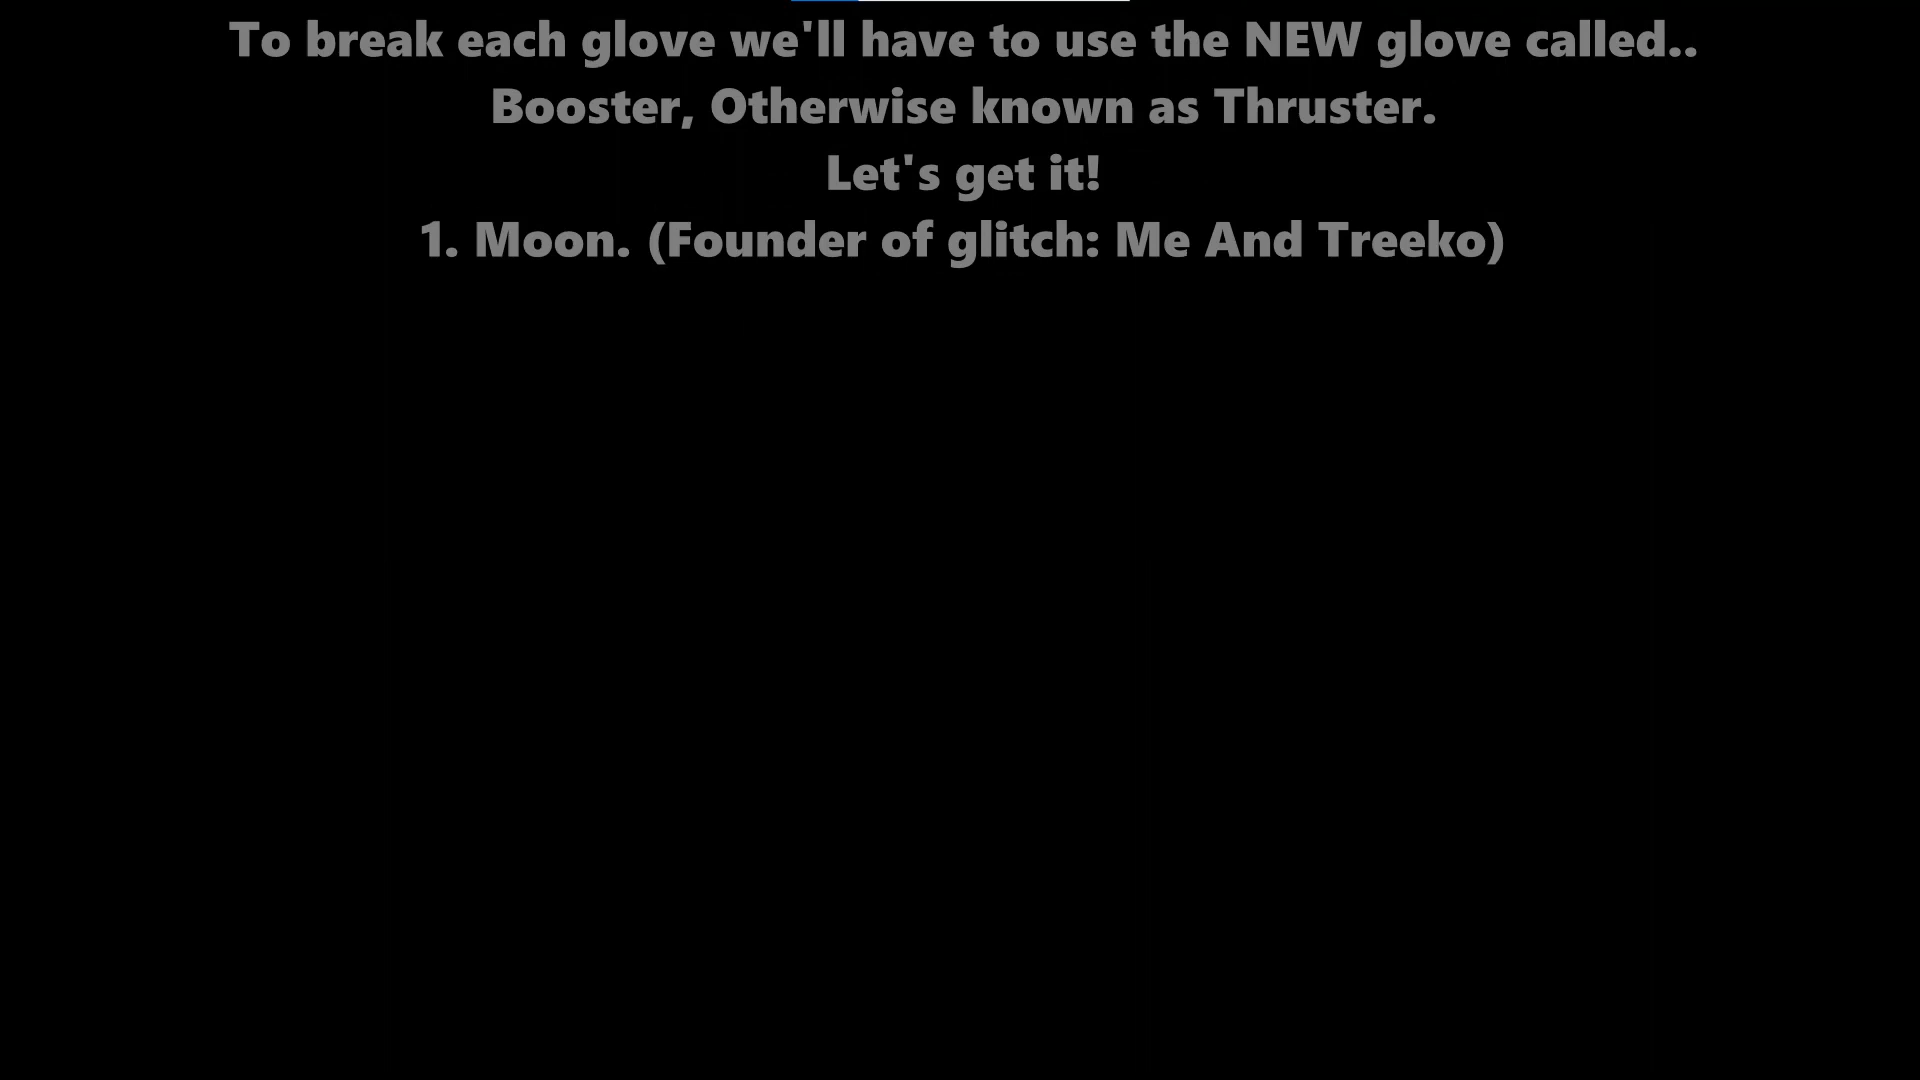 To break each glove we'll have to use the NEW glove called..
Booster, Otherwise known as Thruster.
Let's get it!
1. Moon. (Founder of glitch: Me And Treeko)